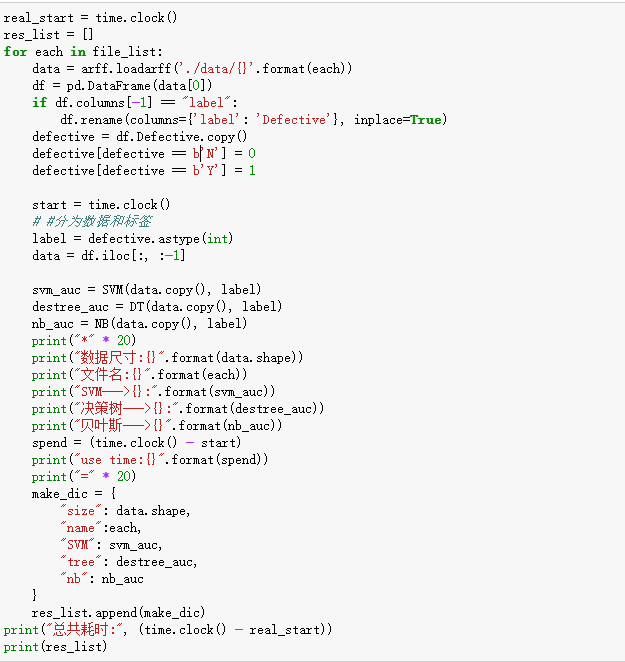 real_start = time.clock()
res_list = []
for each in file_list:
    data = arff.loadarff('./data/{}'.format(each))
    df = pd.DataFrame(data[0])
    if df.columns[-1] == "label":
        df.rename(columns={'label': 'Defective'}, inplace=True)
    defective = df.Defective.copy()
    defective[defective == b'N'] = 0
    defective[defective == b'Y'] = 1

    start = time.clock()
    # #分为数据和标签
    label = defective.astype(int)
    data = df.iloc[:, :-1]

    svm_auc = SVM(data.copy(), label)
    destree_auc = DT(data.copy(), label)
    nb_auc = NB(data.copy(), label)
    print("*" * 20)
    print("数据尺寸:{}".format(data.shape))
    print("文件名:{}".format(each))
    print("SVM--->{}:".format(svm_auc))
    print("决策树--->{}:".format(destree_auc))
    print("贝叶斯--->{}".format(nb_auc))
    spend = (time.clock() - start)
    print("use time:{}".format(spend))
    print("=" * 20)
    make_dic = {
        "size": data.shape,
        "name":each,
        "SVM": svm_auc,
        "tree": destree_auc,
        "nb": nb_auc
    }
    res_list.append(make_dic)
print("总共耗时:", (time.clock() - real_start))
print(res_list)